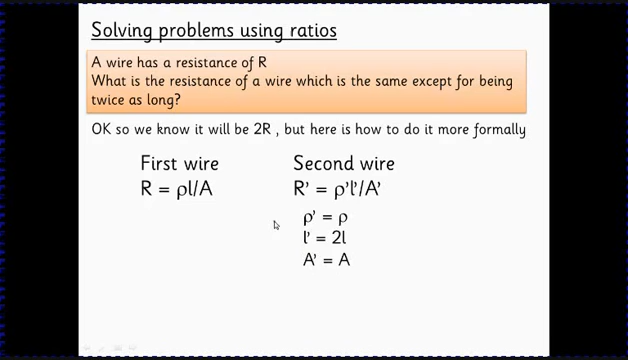 Solving problems using ratios
A wire has a resistance of R
What is the resistance of a wire which is the same except for being
twice as long?
OK so we know it will be 2R , but here is how to do it more formally
First wire
R = ρl/A
Second wire
R' = ρ'l'/A'
ρ' = ρ
l' = 2l
A' = A